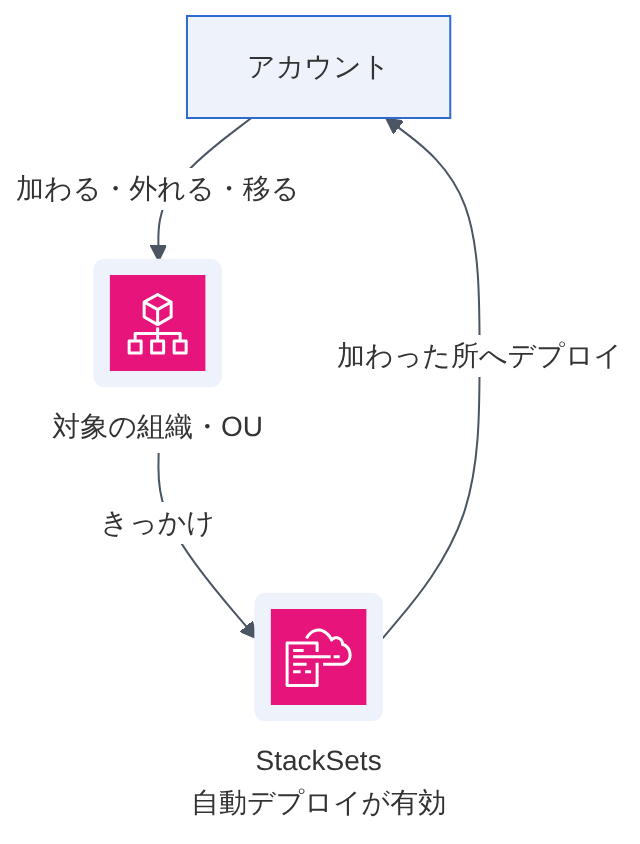 アカウント
加わる・外れる・移る
加わった所へデプロイ
対象の組織・OU
きっかけ
StackSets
自動デプロイが有効